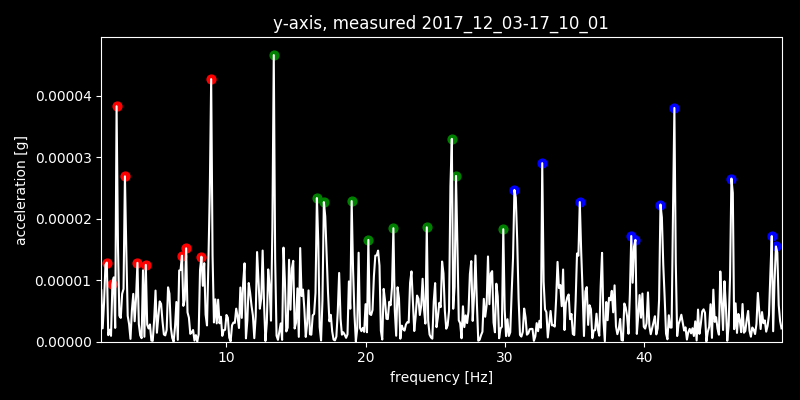 y-axis, measured 2017_12_03-17_10_01
0.00004
0.00003
0.00002
0.00001
0.00000
acceleration [g]
10 20 30 40
frequency [Hz]